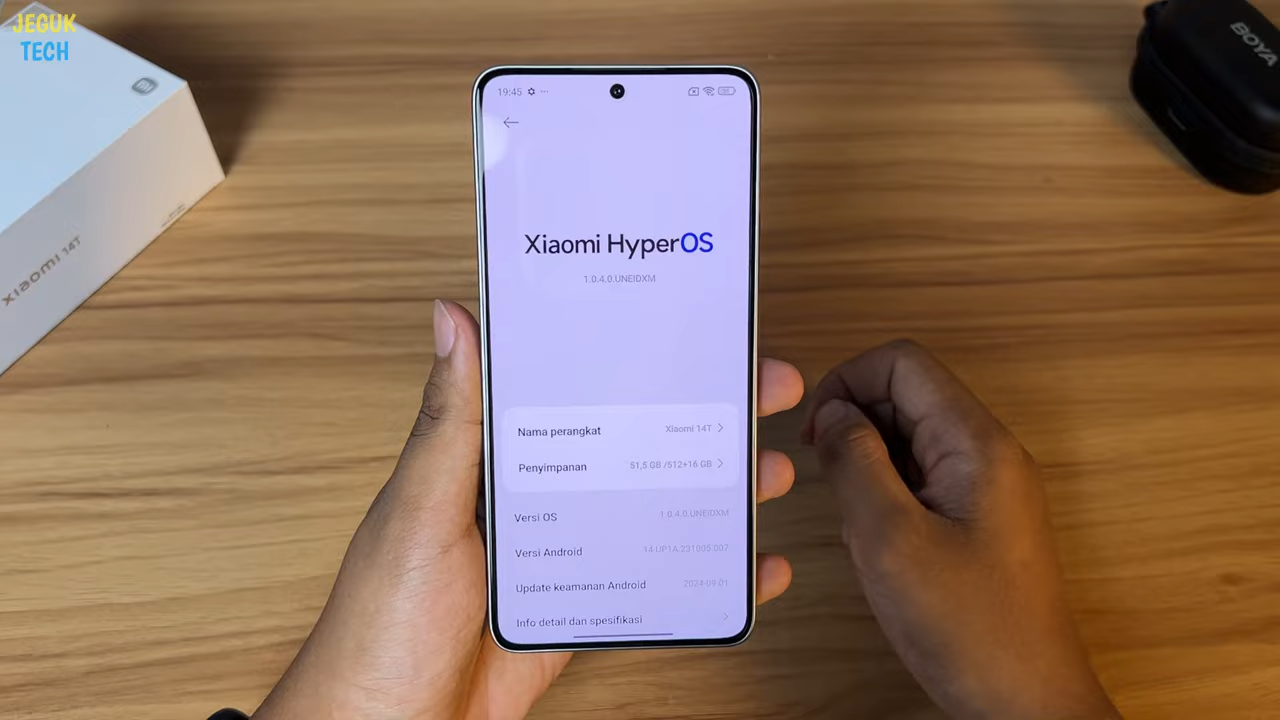 JEGUK
TECH
BOYA
xiaomi 14T
19:45
Xiaomi HyperOS
1.0.4.0.UNEIDXM
Nama perangkat Xiaomi 14T
Penyimpanan 51,5 GB /512+16 GB
Versi OS 1.0.4.0.UNEIDXM
Versi Android 14 UP1A.231005.007
Update keamanan Android 2024-09-01
Info detail dan spesifikasi